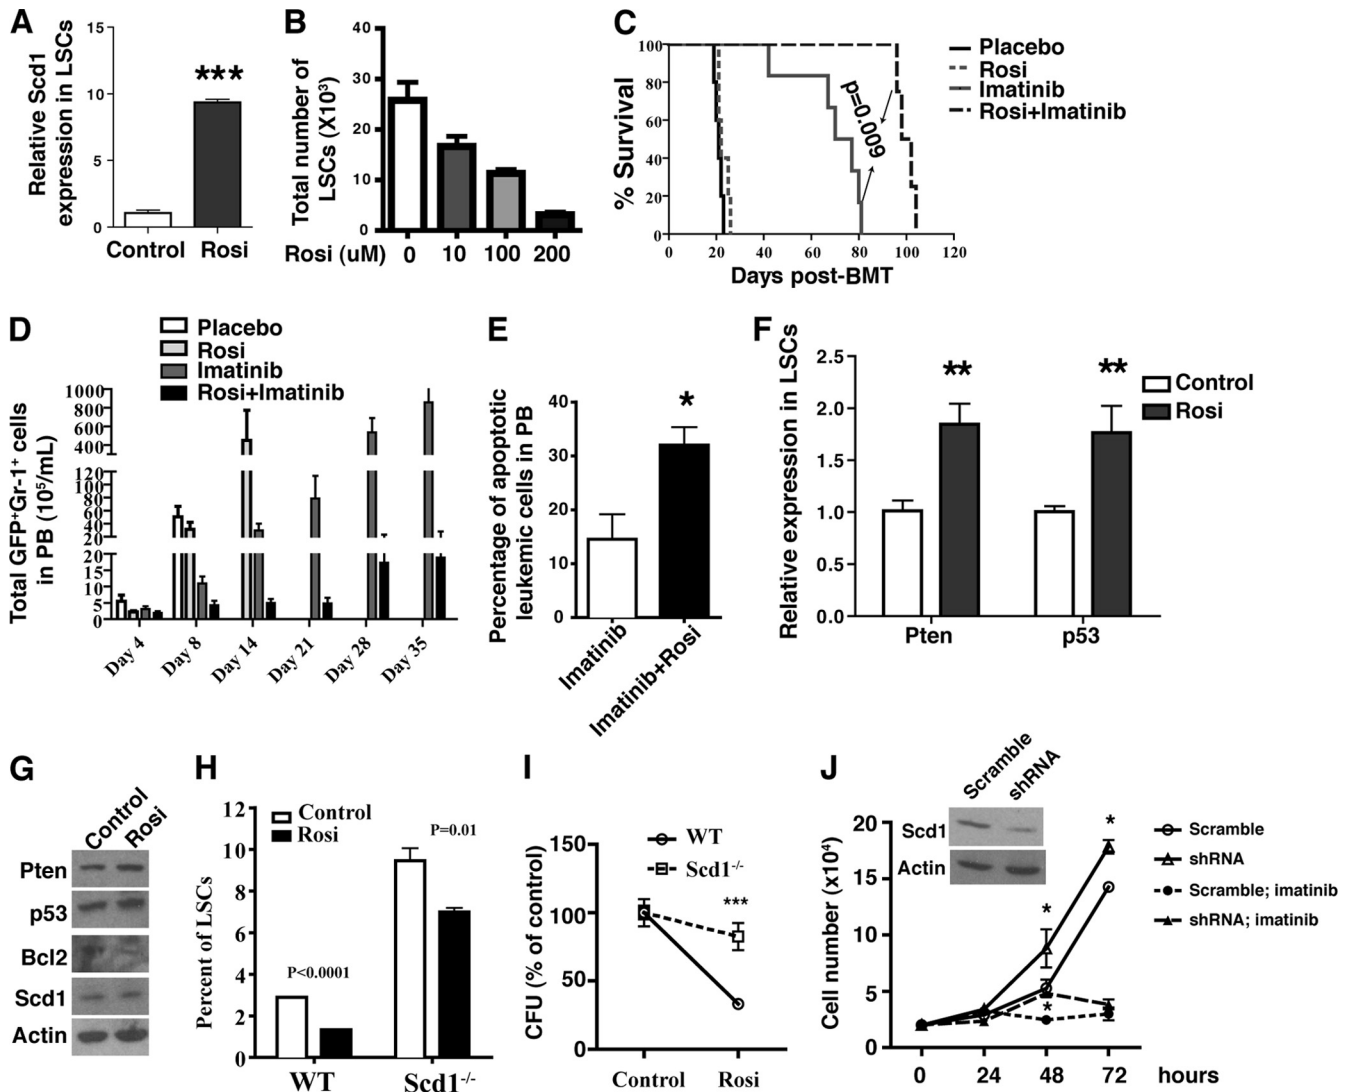 A
Relative Scd1
expression in LSCs
15
10
5
0
***
Control Rosi
B
Total number of
LSCs (X10³)
40
30
20
10
0
Rosi (uM) 0 10 100 200
C
% Survival
100
80
60
40
20
0
p=0.009
0 20 40 60 80 100 120
Days post-BMT
Placebo
Rosi
Imatinib
Rosi+Imatinib
D
Placebo
Rosi
Imatinib
Rosi+Imatinib
Total GFP⁺Gr-1⁺ cells
in PB (10⁵/mL)
1000
800
600
400
120
100
80
60
40
20
20
15
10
5
0
Day 4 Day 8 Day 14 Day 21 Day 28 Day 35
E
Percentage of apoptotic
leukemic cells in PB
40
30
20
10
0
*
Imatinib
Imatinib+Rosi
F
Relative expression in LSCs
2.5
2.0
1.5
1.0
0.5
0.0
** **
Pten p53
Control
Rosi
G
Control
Rosi
Pten
p53
Bcl2
Scd1
Actin
H
Percent of LSCs
12
10
8
6
4
2
0
Control
Rosi
P=0.01
P<0.0001
WT Scd1⁻/⁻
I
CFU (% of control)
150
100
50
0
WT
Scd1⁻/⁻
***
Control Rosi
J
Scramble
shRNA
Scd1
Actin
Cell number (x10⁴)
20
15
10
5
0
*
*
*
0 24 48 72 hours
Scramble
shRNA
Scramble; imatinib
shRNA; imatinib